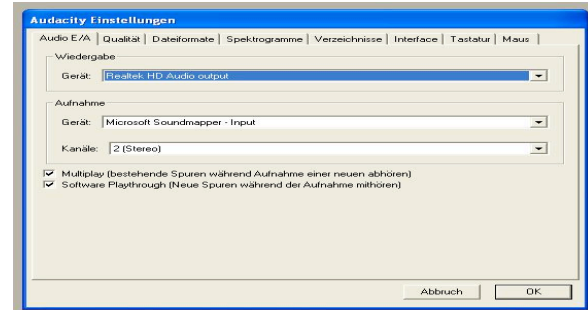 Audacity Einstellungen
Audio E/A Qualität Dateiformate Spektrogramme Verzeichnisse Interface Tastatur Maus
Wiedergabe
Gerät: Realtek HD Audio output
Aufnahme
Gerät: Microsoft Soundmapper - Input
Kanäle: 2 (Stereo)
Multiplay (bestehende Spuren während Aufnahme einer neuen abhören)
Software Playthrough (Neue Spuren während der Aufnahme mithören)
Abbruch OK